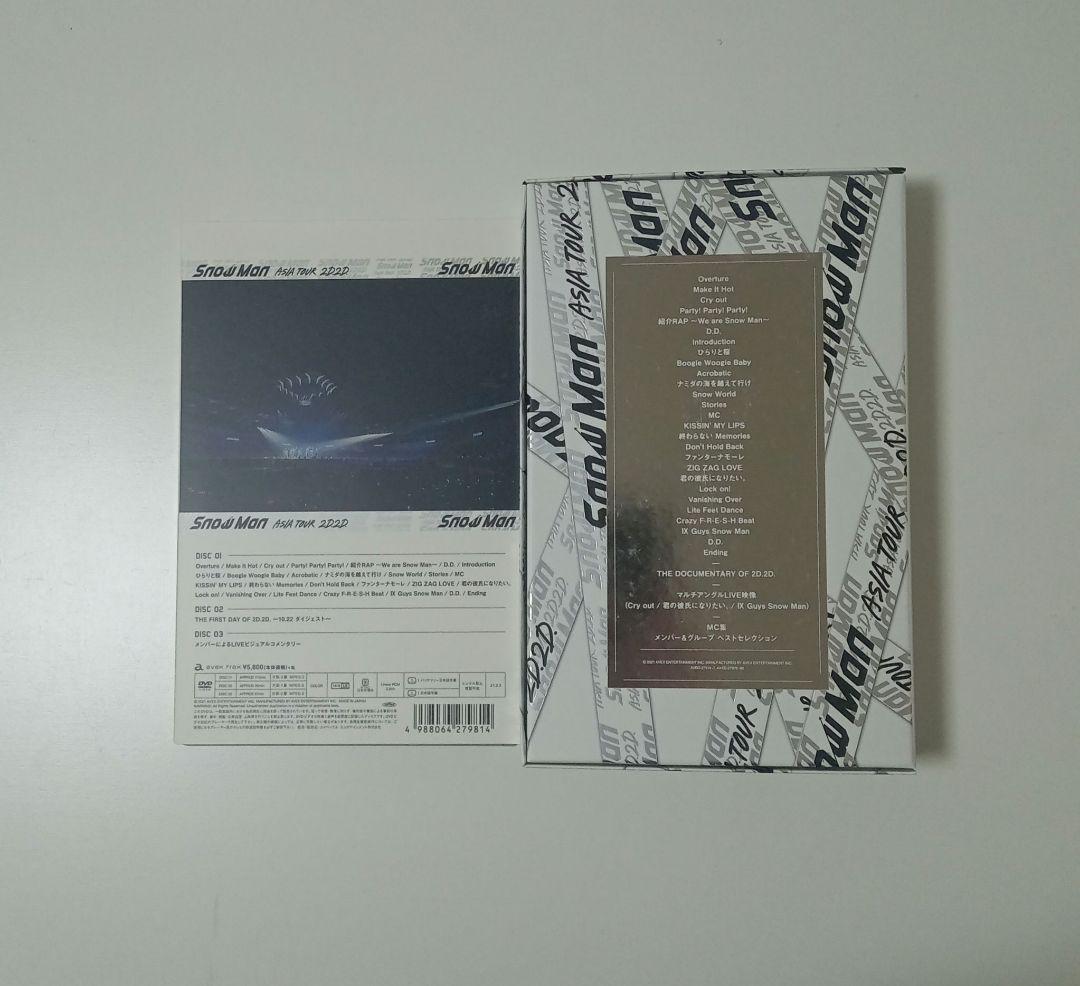 Snow Man ASIA TOUR 2D.2D.
Snow Man
Snow Man ASIA TOUR 2D.2D.
Snow Man
DISC 01
Overture / Make It Hot / Cry out / Party! Party! Party! / 紹介RAP 〜We are Snow Man〜 / D.D. / Introduction
ひらりと桜 / Boogie Woogie Baby / Acrobatic / ナミダの海を越えて行け / Snow World / Stories / MC
KISSIN' MY LIPS / 終わらない Memories / Don't Hold Back / ファンターナモーレ / ZIG ZAG LOVE / 君の彼氏になりたい。
Lock on! / Vanishing Over / Lite Feet Dance / Crazy F-R-E-S-H Beat / IX Guys Snow Man / D.D. / Ending
DISC 02
THE FIRST DAY OF 2D.2D. 〜10.22 ダイジェスト〜
DISC 03
メンバーによるLIVEビジュアルコメンタリー
avex trax ¥5,800(本体価格)+税
DVD
COLOR
4 988064 279814
Snow Man ASIA TOUR 2
Snow Man
Overture
Make It Hot
Cry out
Party! Party! Party!
紹介RAP 〜We are Snow Man〜
D.D.
Introduction
ひらりと桜
Boogie Woogie Baby
Acrobatic
ナミダの海を越えて行け
Snow World
Stories
MC
KISSIN' MY LIPS
終わらない Memories
Don't Hold Back
ファンターナモーレ
ZIG ZAG LOVE
君の彼氏になりたい。
Lock on!
Vanishing Over
Lite Feet Dance
Crazy F-R-E-S-H Beat
IX Guys Snow Man
D.D.
Ending
THE DOCUMENTARY OF 2D.2D.
マルチアングルLIVE映像
(Cry out / 君の彼氏になりたい。 / IX Guys Snow Man)
MC集
メンバー&グループ ベストセレクション
Snow Man ASIA TOUR
2D.2D.